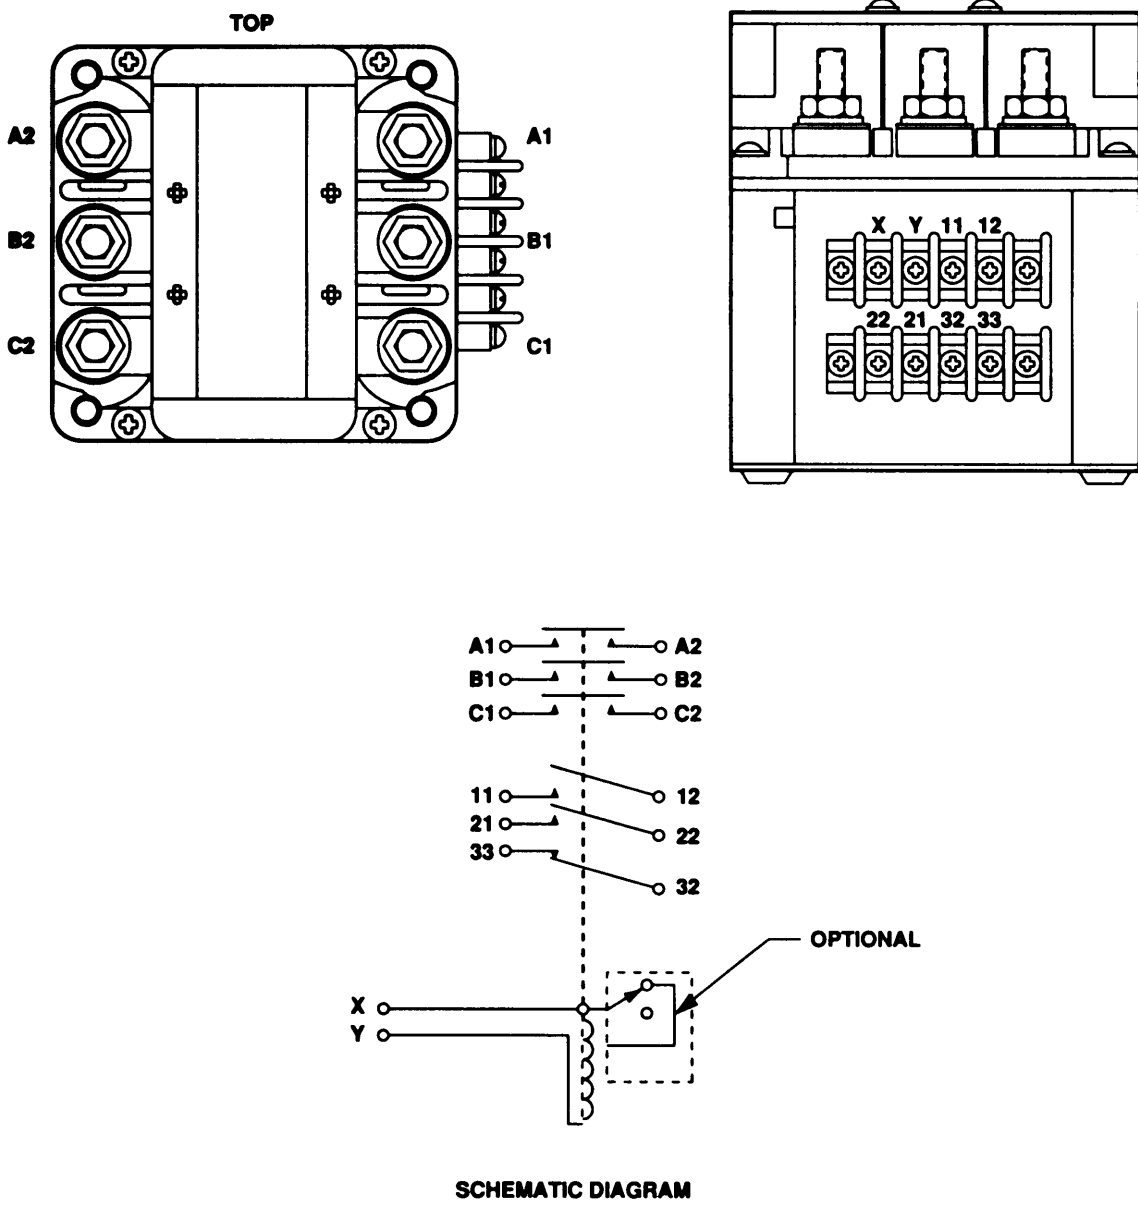 TOP
A2 A1
B2 B1
C2 C1
X Y 11 12
22 21 32 33
A1 A2
B1 B2
C1 C2
11 12
21 22
33 32
OPTIONAL
X
Y
SCHEMATIC DIAGRAM